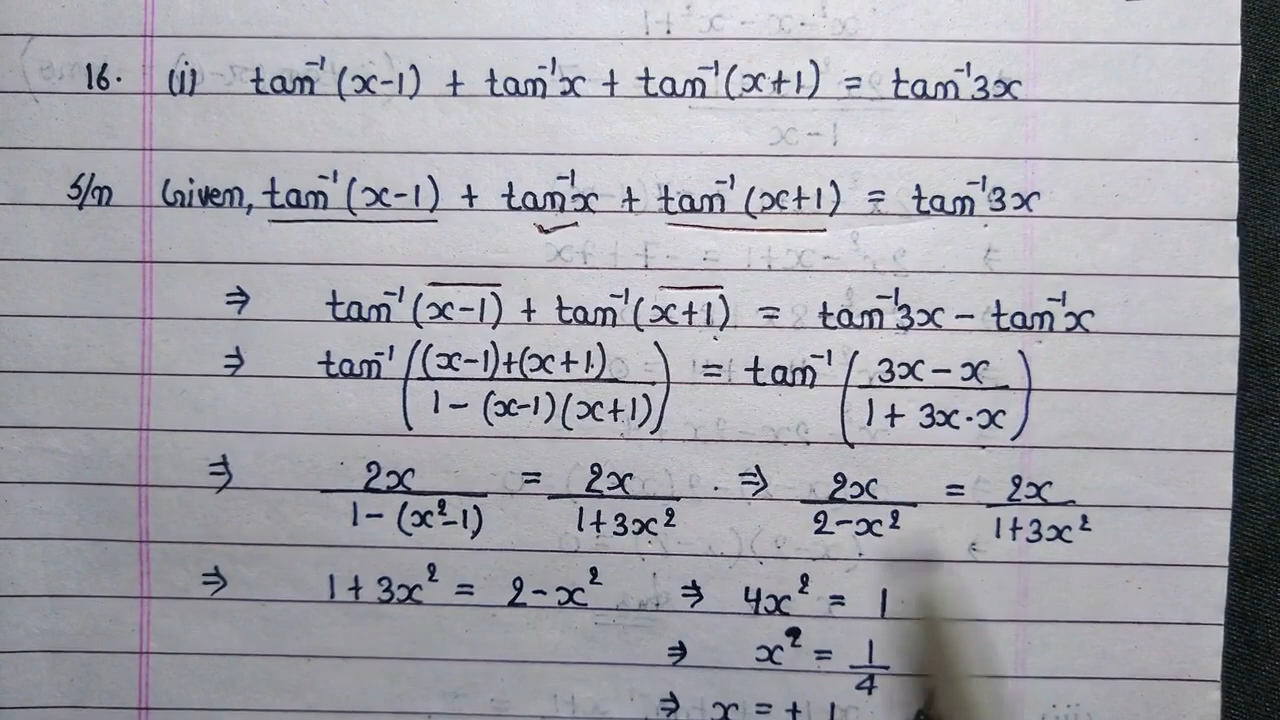 16. (i) tan⁻¹(x-1) + tan⁻¹x + tan⁻¹(x+1) = tan⁻¹3x
S/n Given, tan⁻¹(x-1) + tan⁻¹x + tan⁻¹(x+1) = tan⁻¹3x
⇒ tan⁻¹(x-1) + tan⁻¹(x+1) = tan⁻¹3x - tan⁻¹x
⇒ tan⁻¹((x-1)+(x+1) / 1-(x-1)(x+1)) = tan⁻¹(3x-x / 1+3x·x)
⇒ 2x / 1-(x²-1) = 2x / 1+3x² . ⇒ 2x / 2-x² = 2x / 1+3x²
⇒ 1+3x² = 2-x² ⇒ 4x² = 1
⇒ x² = 1/4
⇒ x =